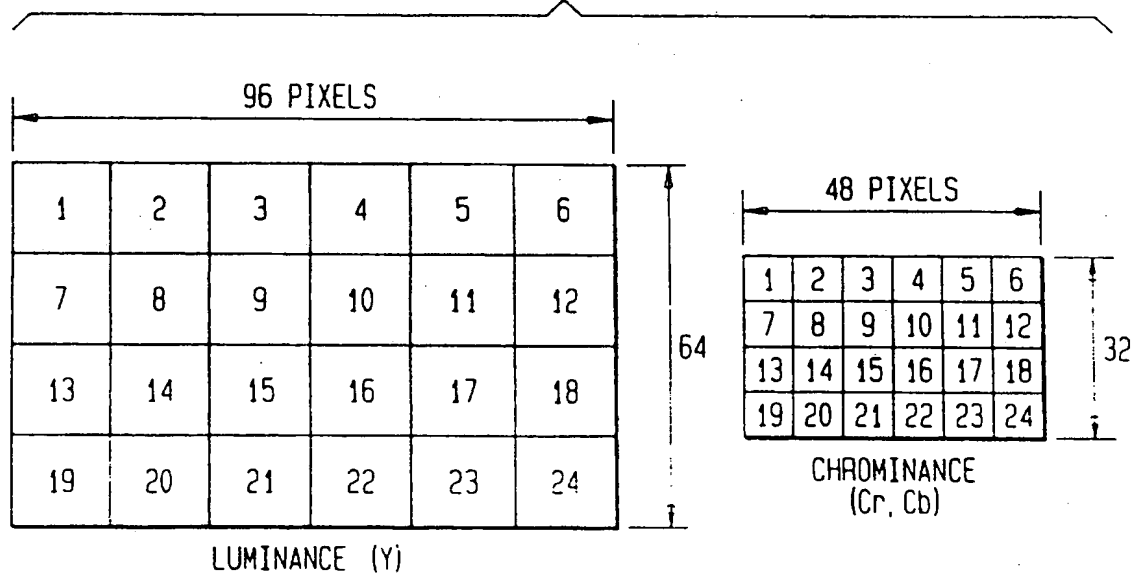 96 PIXELS
1 2 3 4 5 6
7 8 9 10 11 12
13 14 15 16 17 18
19 20 21 22 23 24
64
LUMINANCE (Y)
48 PIXELS
1 2 3 4 5 6
7 8 9 10 11 12
13 14 15 16 17 18
19 20 21 22 23 24
32
CHROMINANCE
(Cr, Cb)